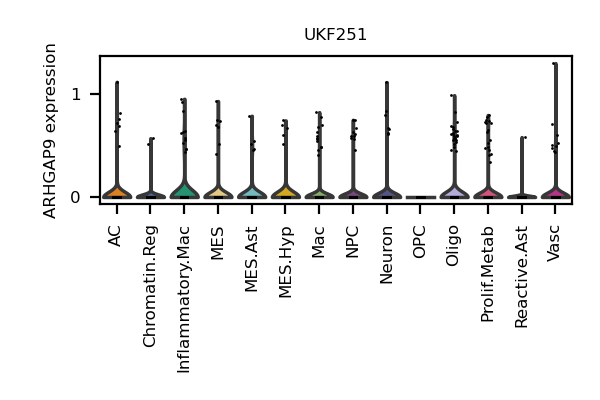 UKF251
ARHGAP9 expression
1
0
AC
Chromatin.Reg
Inflammatory.Mac
MES
MES.Ast
MES.Hyp
Mac
NPC
Neuron
OPC
Oligo
Prolif.Metab
Reactive.Ast
Vasc